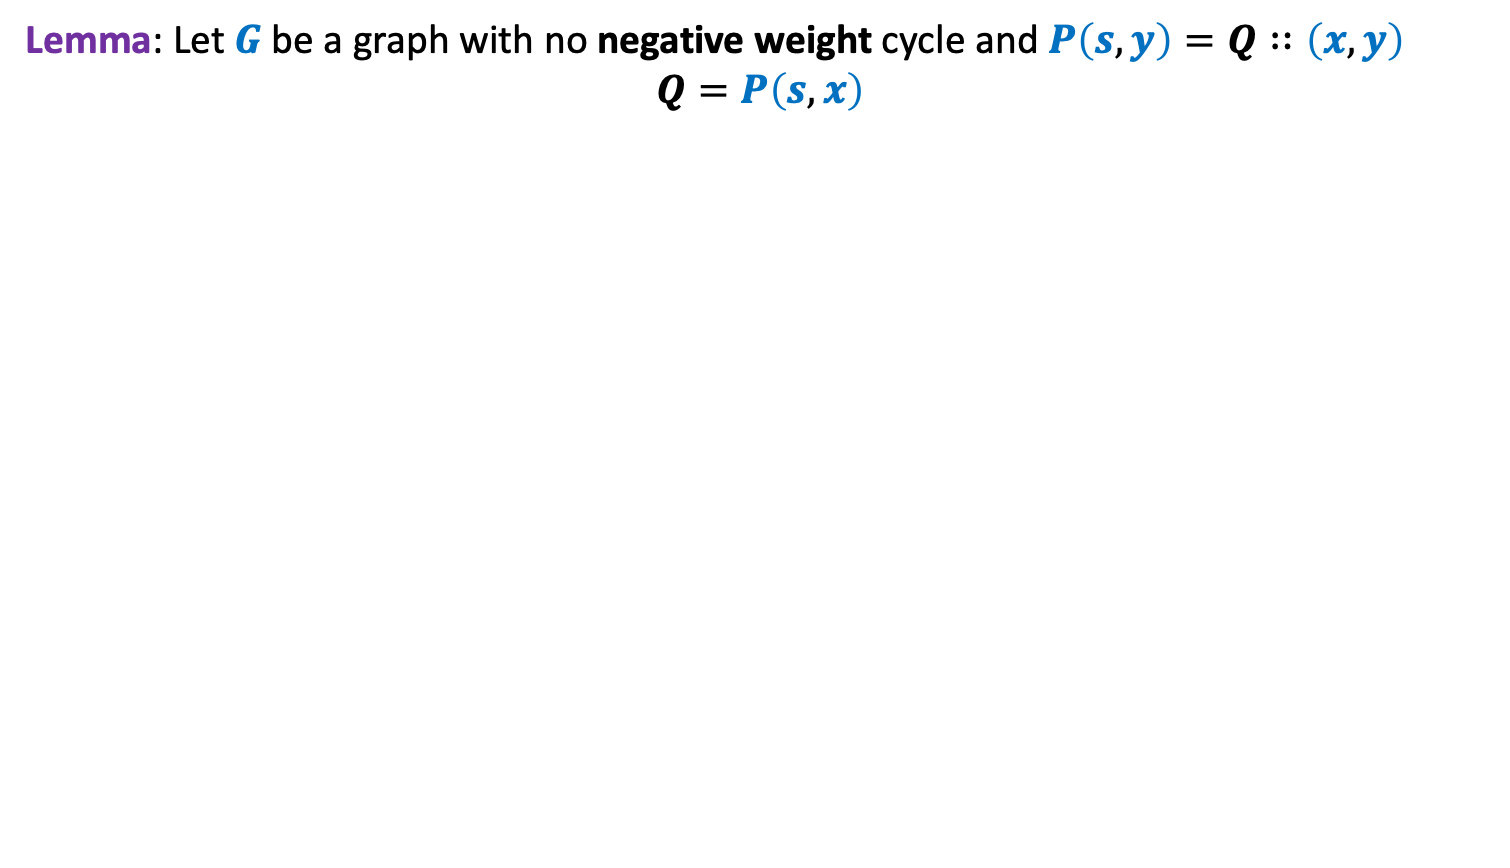 Lemma: Let G be a graph with no negative weight cycle and P(s, y) = Q ∷ (x, y)
Q = P(s, x)